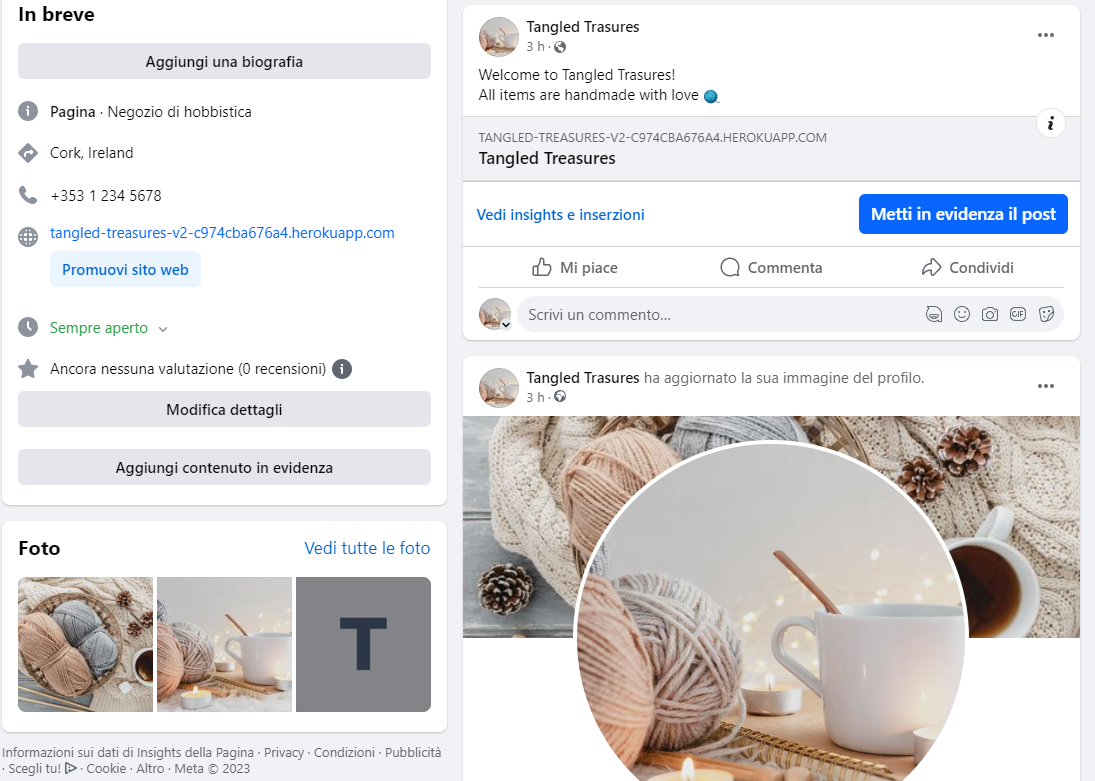 In breve
Aggiungi una biografia
Pagina · Negozio di hobbistica
Cork, Ireland
+353 1 234 5678
tangled-treasures-v2-c974cba676a4.herokuapp.com
Promuovi sito web
Sempre aperto
Ancora nessuna valutazione (0 recensioni)
Modifica dettagli
Aggiungi contenuto in evidenza
Foto
Vedi tutte le foto
T
Informazioni sui dati di Insights della Pagina · Privacy · Condizioni · Pubblicità
· Scegli tu! · Cookie · Altro · Meta © 2023
Tangled Trasures
3 h ·
Welcome to Tangled Trasures!
All items are handmade with love
TANGLED-TREASURES-V2-C974CBA676A4.HEROKUAPP.COM
Tangled Treasures
Vedi insights e inserzioni
Metti in evidenza il post
Mi piace
Commenta
Condividi
Scrivi un commento...
GIF
Tangled Trasures ha aggiornato la sua immagine del profilo.
3 h ·